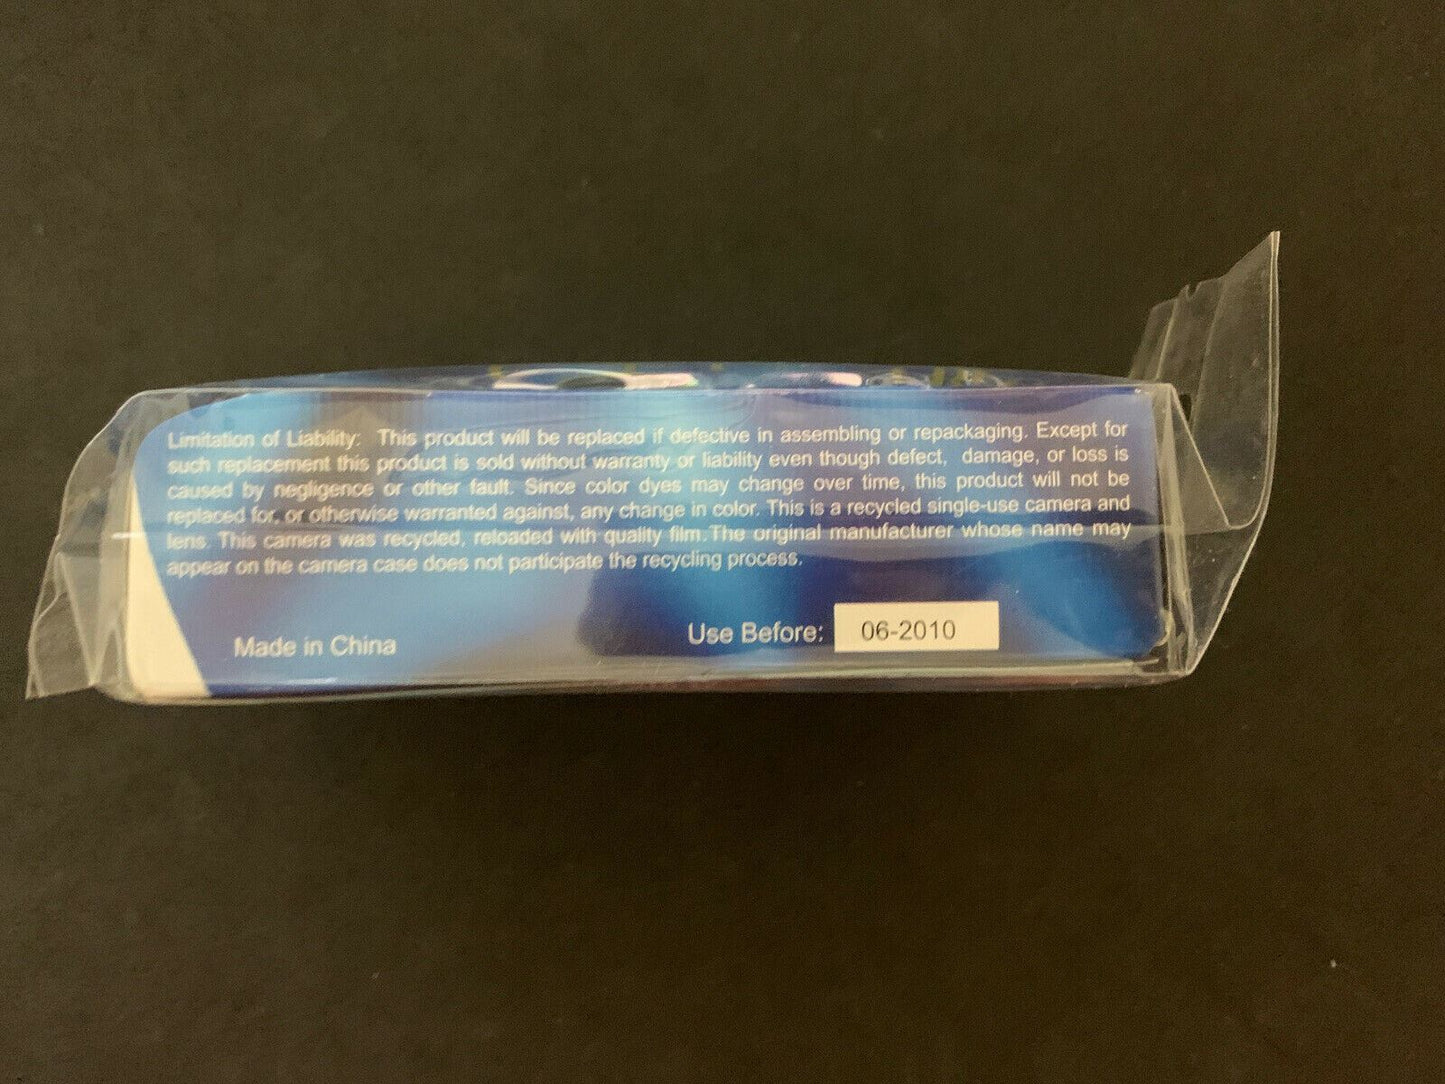 Limitation of Liability: This product will be replaced if defective in assembling or repackaging. Except for
such replacement this product is sold without warranty or liability even though defect, damage, or loss is
caused by negligence or other fault. Since color dyes may change over time, this product will not be
replaced for, or otherwise warranted against, any change in color. This is a recycled single-use camera and
lens. This camera was recycled, reloaded with quality film.The original manufacturer whose name may
appear on the camera case does not participate the recycling process.
Made in China
Use Before: 06-2010